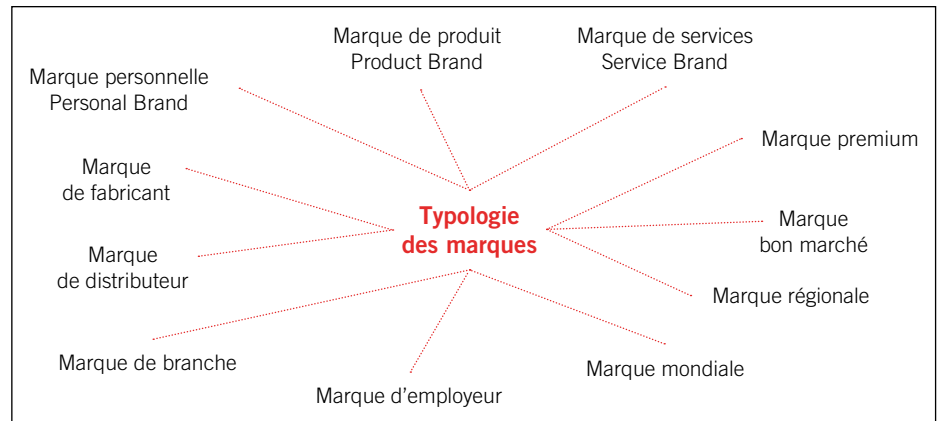 Marque de produit
Product Brand
Marque de services
Service Brand
Marque personnelle
Personal Brand
Marque premium
Marque
de fabricant
Typologie
des marques
Marque
bon marché
Marque
de distributeur
Marque régionale
Marque de branche
Marque mondiale
Marque d'employeur